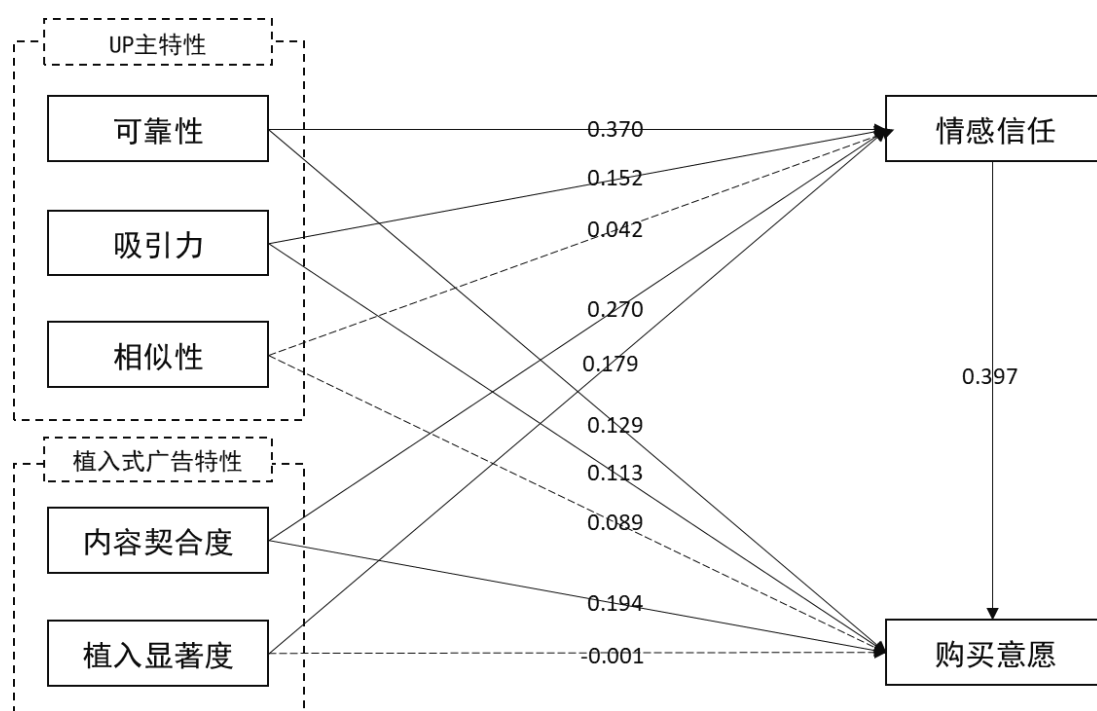 UP主特性
可靠性
吸引力
相似性
植入式广告特性
内容契合度
植入显著度
0.370
0.152
0.042
0.270
0.179
0.129
0.113
0.089
0.194
-0.001
情感信任
0.397
购买意愿